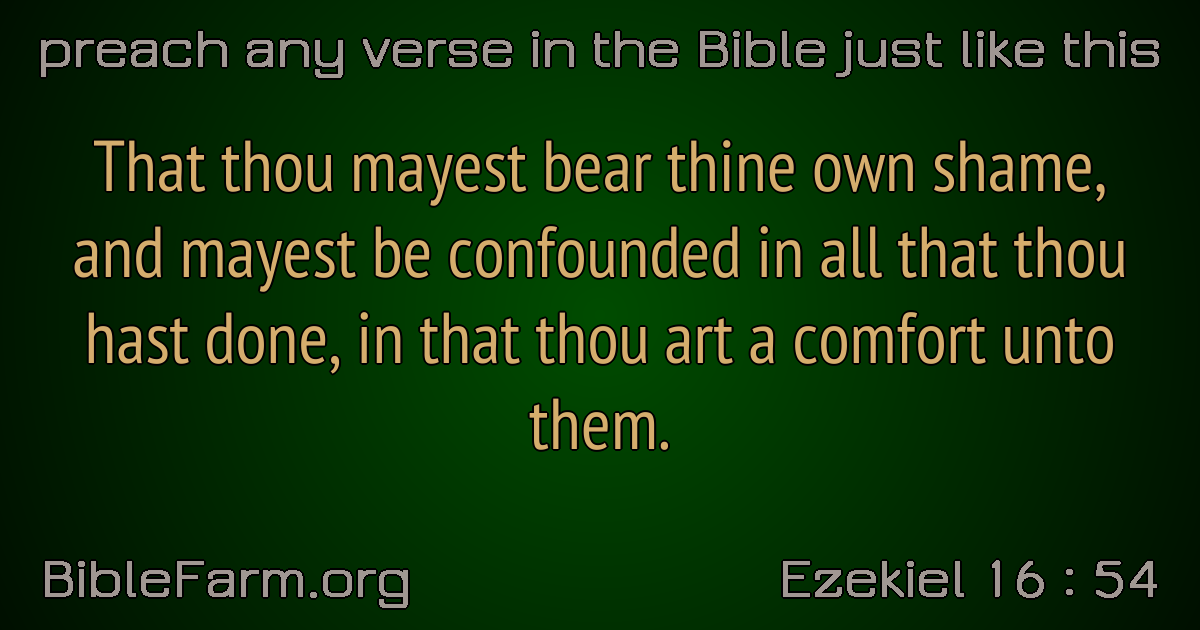 preach any verse in the Bible just like this
That thou mayest bear thine own shame,
and mayest be confounded in all that thou
hast done, in that thou art a comfort unto
them.
BibleFarm.org
Ezekiel 16 : 54